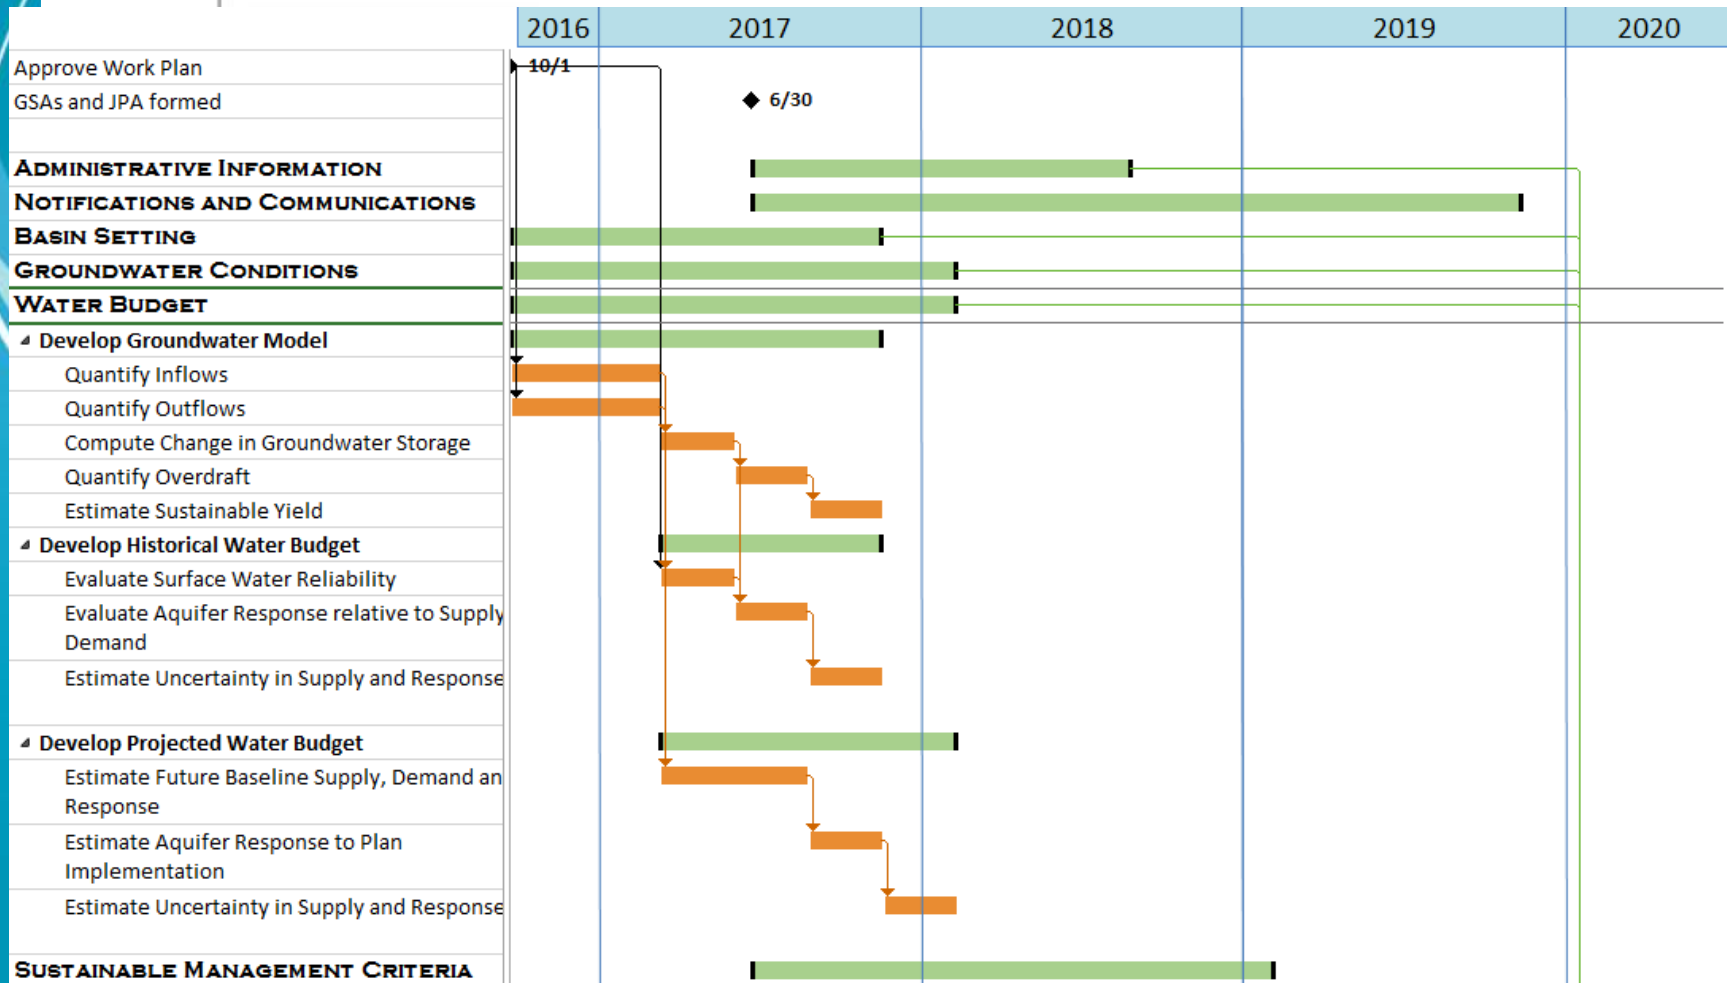 2016 2017 2018 2019 2020
Approve Work Plan 10/1
GSAs and JPA formed 6/30
ADMINISTRATIVE INFORMATION
NOTIFICATIONS AND COMMUNICATIONS
BASIN SETTING
GROUNDWATER CONDITIONS
WATER BUDGET
Develop Groundwater Model
Quantify Inflows
Quantify Outflows
Compute Change in Groundwater Storage
Quantify Overdraft
Estimate Sustainable Yield
Develop Historical Water Budget
Evaluate Surface Water Reliability
Evaluate Aquifer Response relative to Supply
Demand
Estimate Uncertainty in Supply and Response
Develop Projected Water Budget
Estimate Future Baseline Supply, Demand an
Response
Estimate Aquifer Response to Plan
Implementation
Estimate Uncertainty in Supply and Response
SUSTAINABLE MANAGEMENT CRITERIA